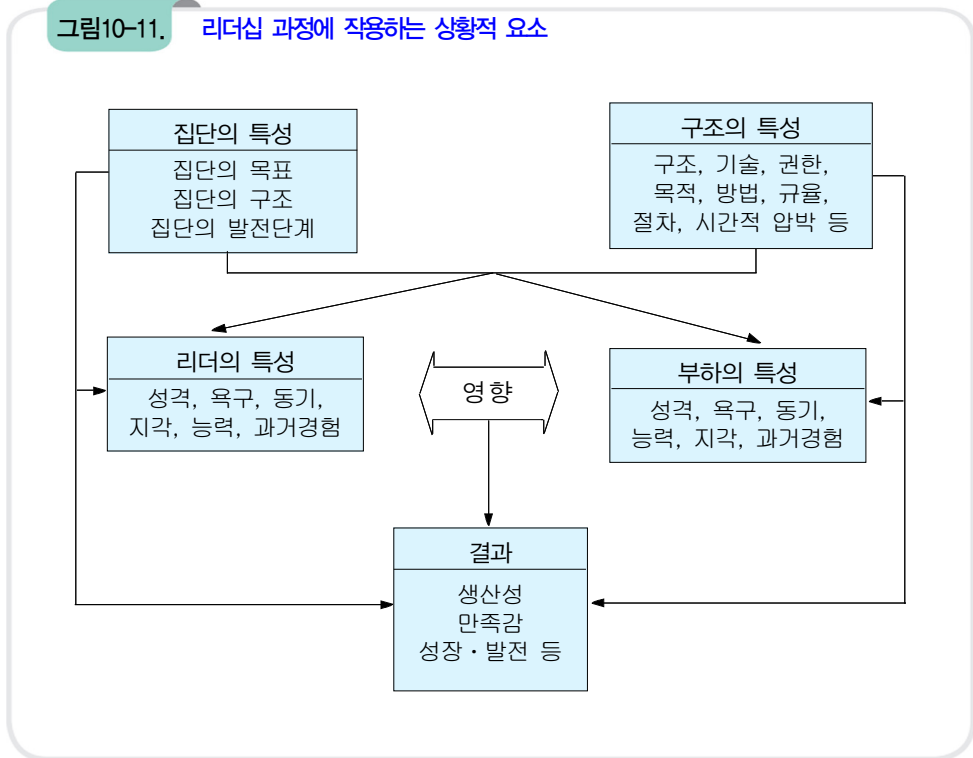 그림10-11. 리더십 과정에 작용하는 상황적 요소
집단의 특성
집단의 목표
집단의 구조
집단의 발전단계
구조의 특성
구조, 기술, 권한,
목적, 방법, 규율,
절차, 시간적 압박 등
리더의 특성
성격, 욕구, 동기,
지각, 능력, 과거경험
영향
부하의 특성
성격, 욕구, 동기,
능력, 지각, 과거경험
결과
생산성
만족감
성장・발전 등